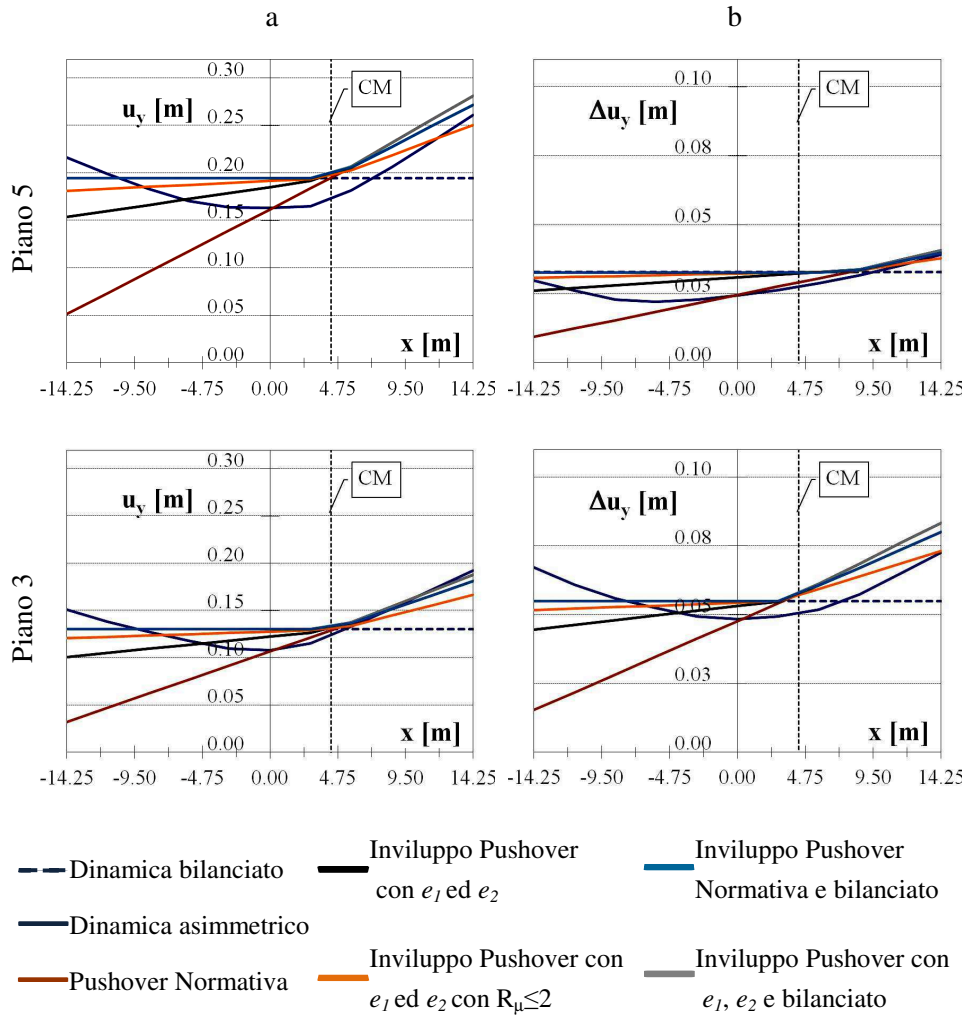 a
b
Piano 5
0.30
0.25
0.20
0.15
0.10
0.05
0.00
u_y [m]
CM
x [m]
-14.25 -9.50 -4.75 0.00 4.75 9.50 14.25
0.10
0.08
0.05
0.03
0.00
Δu_y [m]
CM
x [m]
-14.25 -9.50 -4.75 0.00 4.75 9.50 14.25
Piano 3
0.30
0.25
0.20
0.15
0.10
0.05
0.00
u_y [m]
CM
x [m]
-14.25 -9.50 -4.75 0.00 4.75 9.50 14.25
0.10
0.08
0.05
0.03
0.00
Δu_y [m]
CM
x [m]
-14.25 -9.50 -4.75 0.00 4.75 9.50 14.25
Dinamica bilanciato
Dinamica asimmetrico
Pushover Normativa
Inviluppo Pushover
con e_1 ed e_2
Inviluppo Pushover con
e_1 ed e_2 con R_μ≤2
Inviluppo Pushover
Normativa e bilanciato
Inviluppo Pushover con
e_1, e_2 e bilanciato